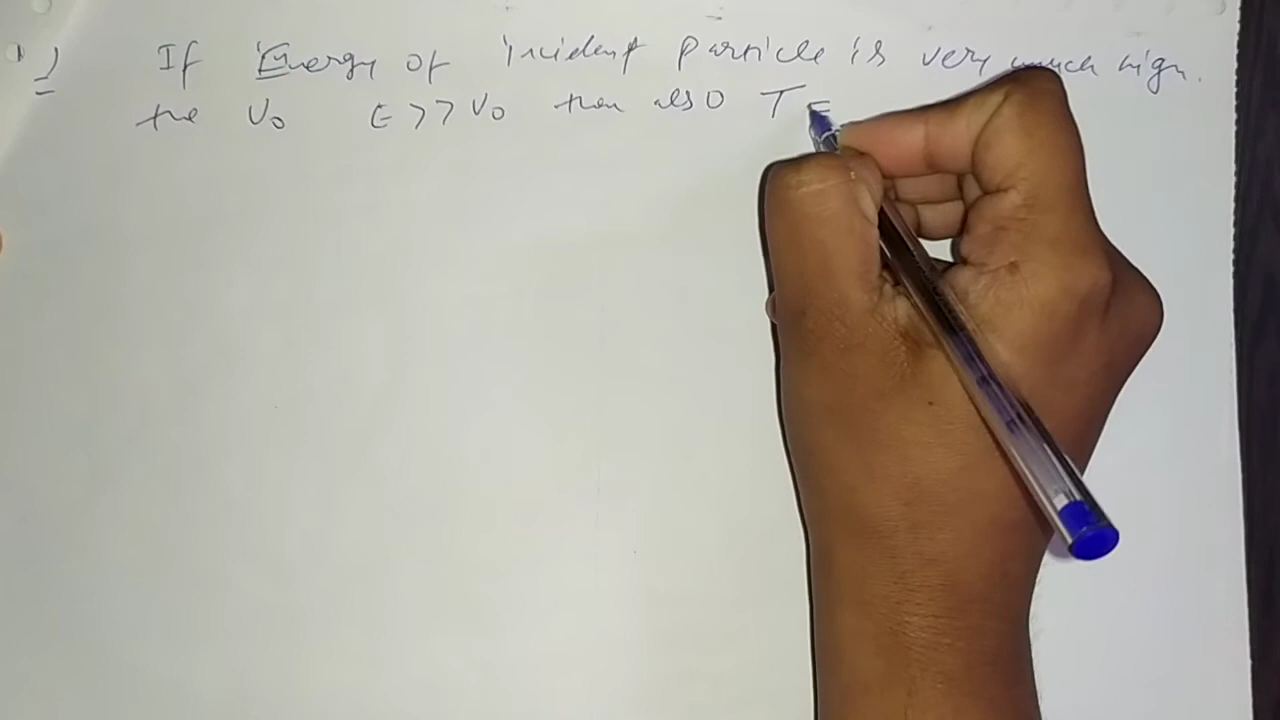 1) If Energy of incident particle is very much high.
the V₀ E >> V₀ then also T =